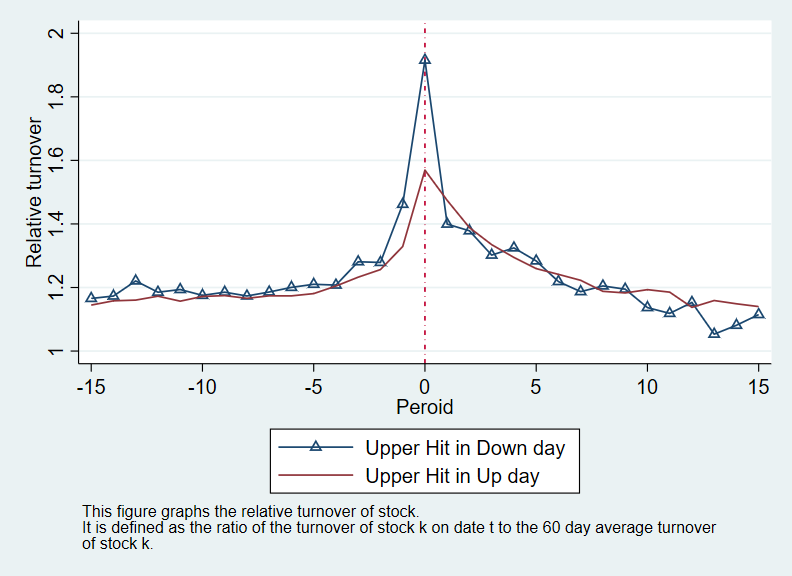 2
1.8
1.6
1.4
1.2
1
Relative turnover
-15 -10 -5 0 5 10 15
Peroid
Upper Hit in Down day
Upper Hit in Up day
This figure graphs the relative turnover of stock.
It is defined as the ratio of the turnover of stock k on date t to the 60 day average turnover
of stock k.